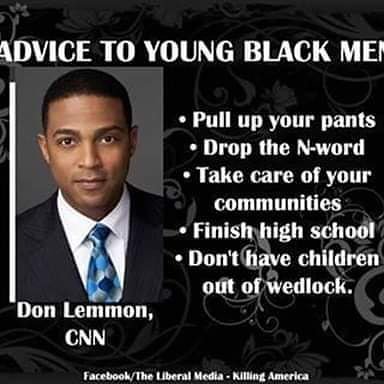 ADVICE TO YOUNG BLACK MEN
• Pull up your pants
• Drop the N-word
• Take care of your
communities
• Finish high school
• Don't have children
out of wedlock.
Don Lemmon,
CNN
Facebook/The Liberal Media - Killing America